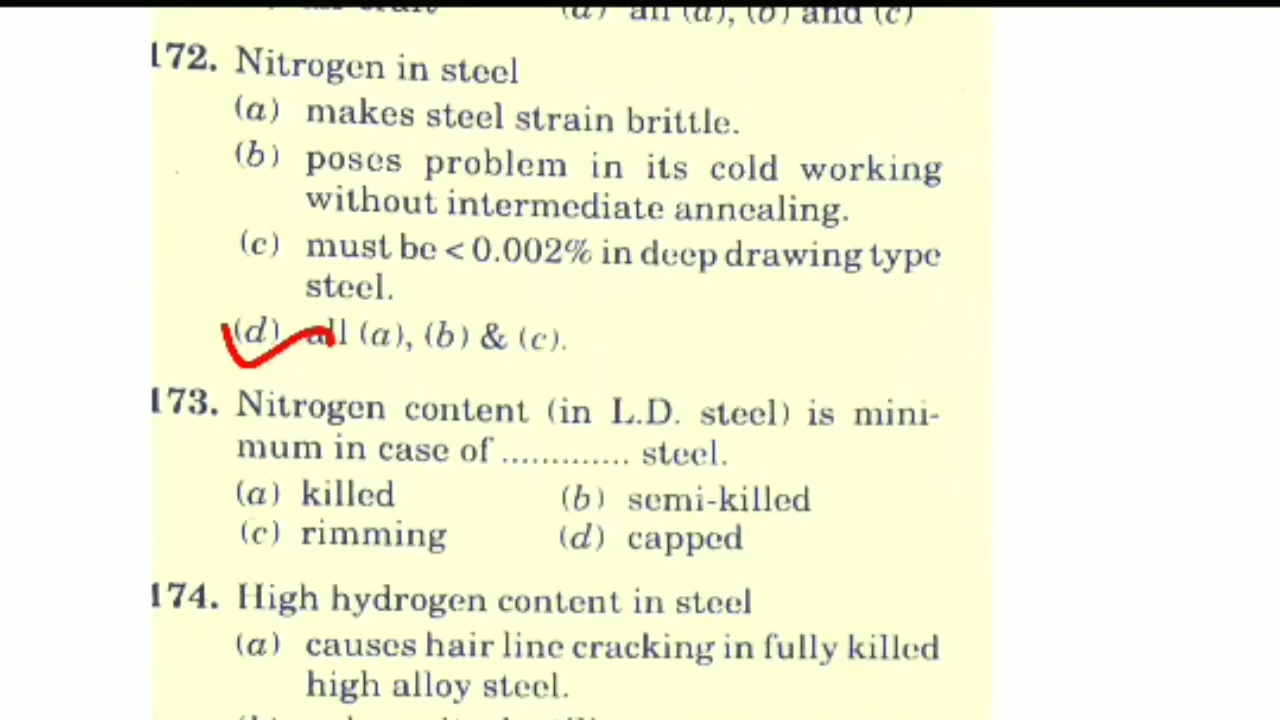 (d) all (a), (b) and (c)
172. Nitrogen in steel
(a) makes steel strain brittle.
(b) poses problem in its cold working
without intermediate annealing.
(c) must be < 0.002% in deep drawing type
steel.
(d) all (a), (b) & (c).
173. Nitrogen content (in L.D. steel) is mini-
mum in case of ............. steel.
(a) killed (b) semi-killed
(c) rimming (d) capped
174. High hydrogen content in steel
(a) causes hair line cracking in fully killed
high alloy steel.